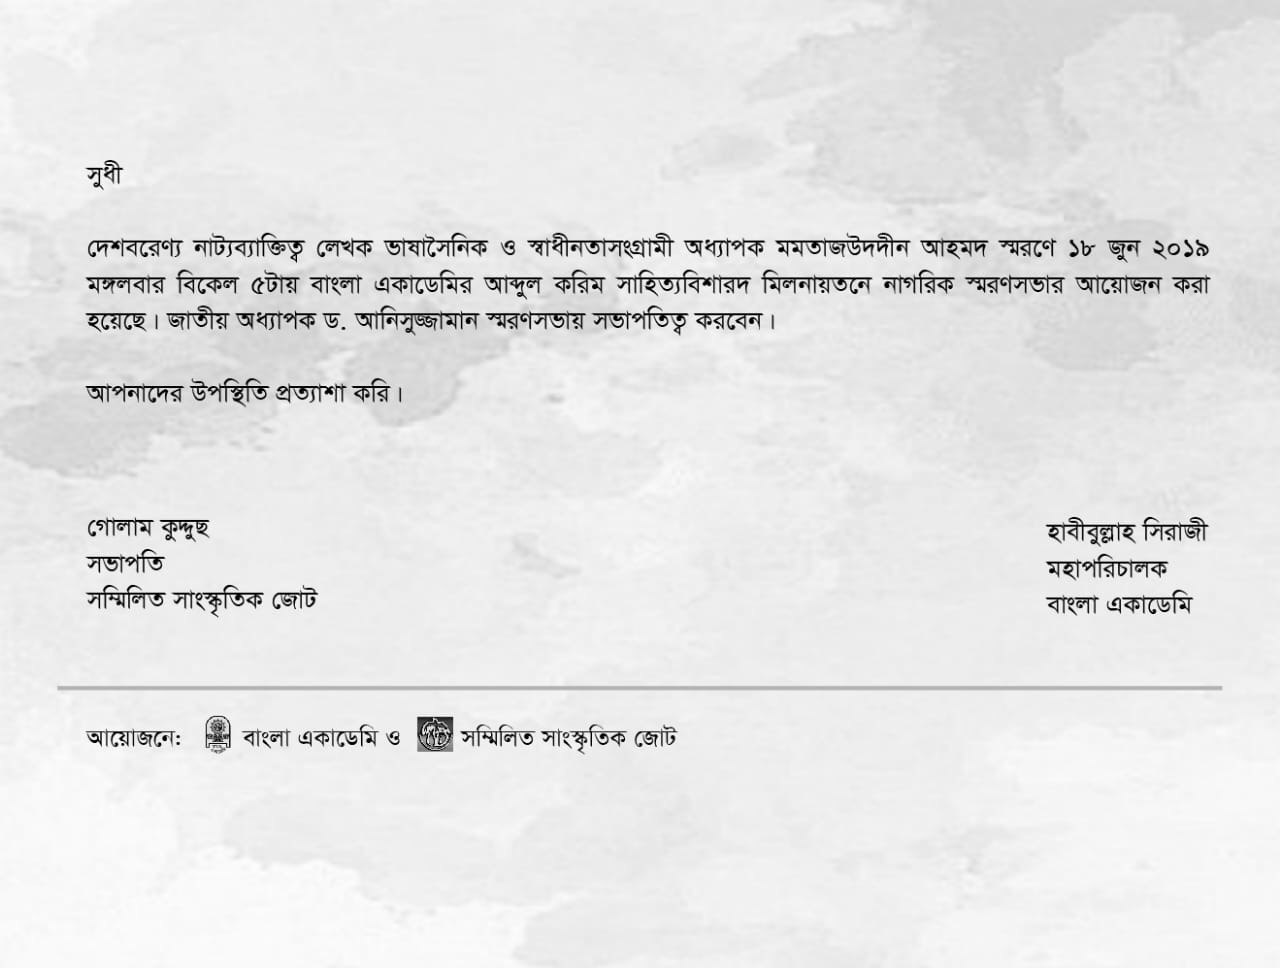 সুধী
দেশবরেণ্য নাট্যব্যাক্তিত্ব লেখক ভাষাসৈনিক ও স্বাধীনতাসংগ্রামী অধ্যাপক মমতাজউদদীন আহমদ স্মরণে ১৮ জুন ২০১৯
মঙ্গলবার বিকেল ৫টায় বাংলা একাডেমির আব্দুল করিম সাহিত্যবিশারদ মিলনায়তনে নাগরিক স্মরণসভার আয়োজন করা
হয়েছে। জাতীয় অধ্যাপক ড. আনিসুজ্জামান স্মরণসভায় সভাপতিত্ব করবেন।
আপনাদের উপস্থিতি প্রত্যাশা করি।
গোলাম কুদ্দুছ
সভাপতি
সম্মিলিত সাংস্কৃতিক জোট
হাবীবুল্লাহ সিরাজী
মহাপরিচালক
বাংলা একাডেমি
আয়োজনে: বাংলা একাডেমি ও সম্মিলিত সাংস্কৃতিক জোট